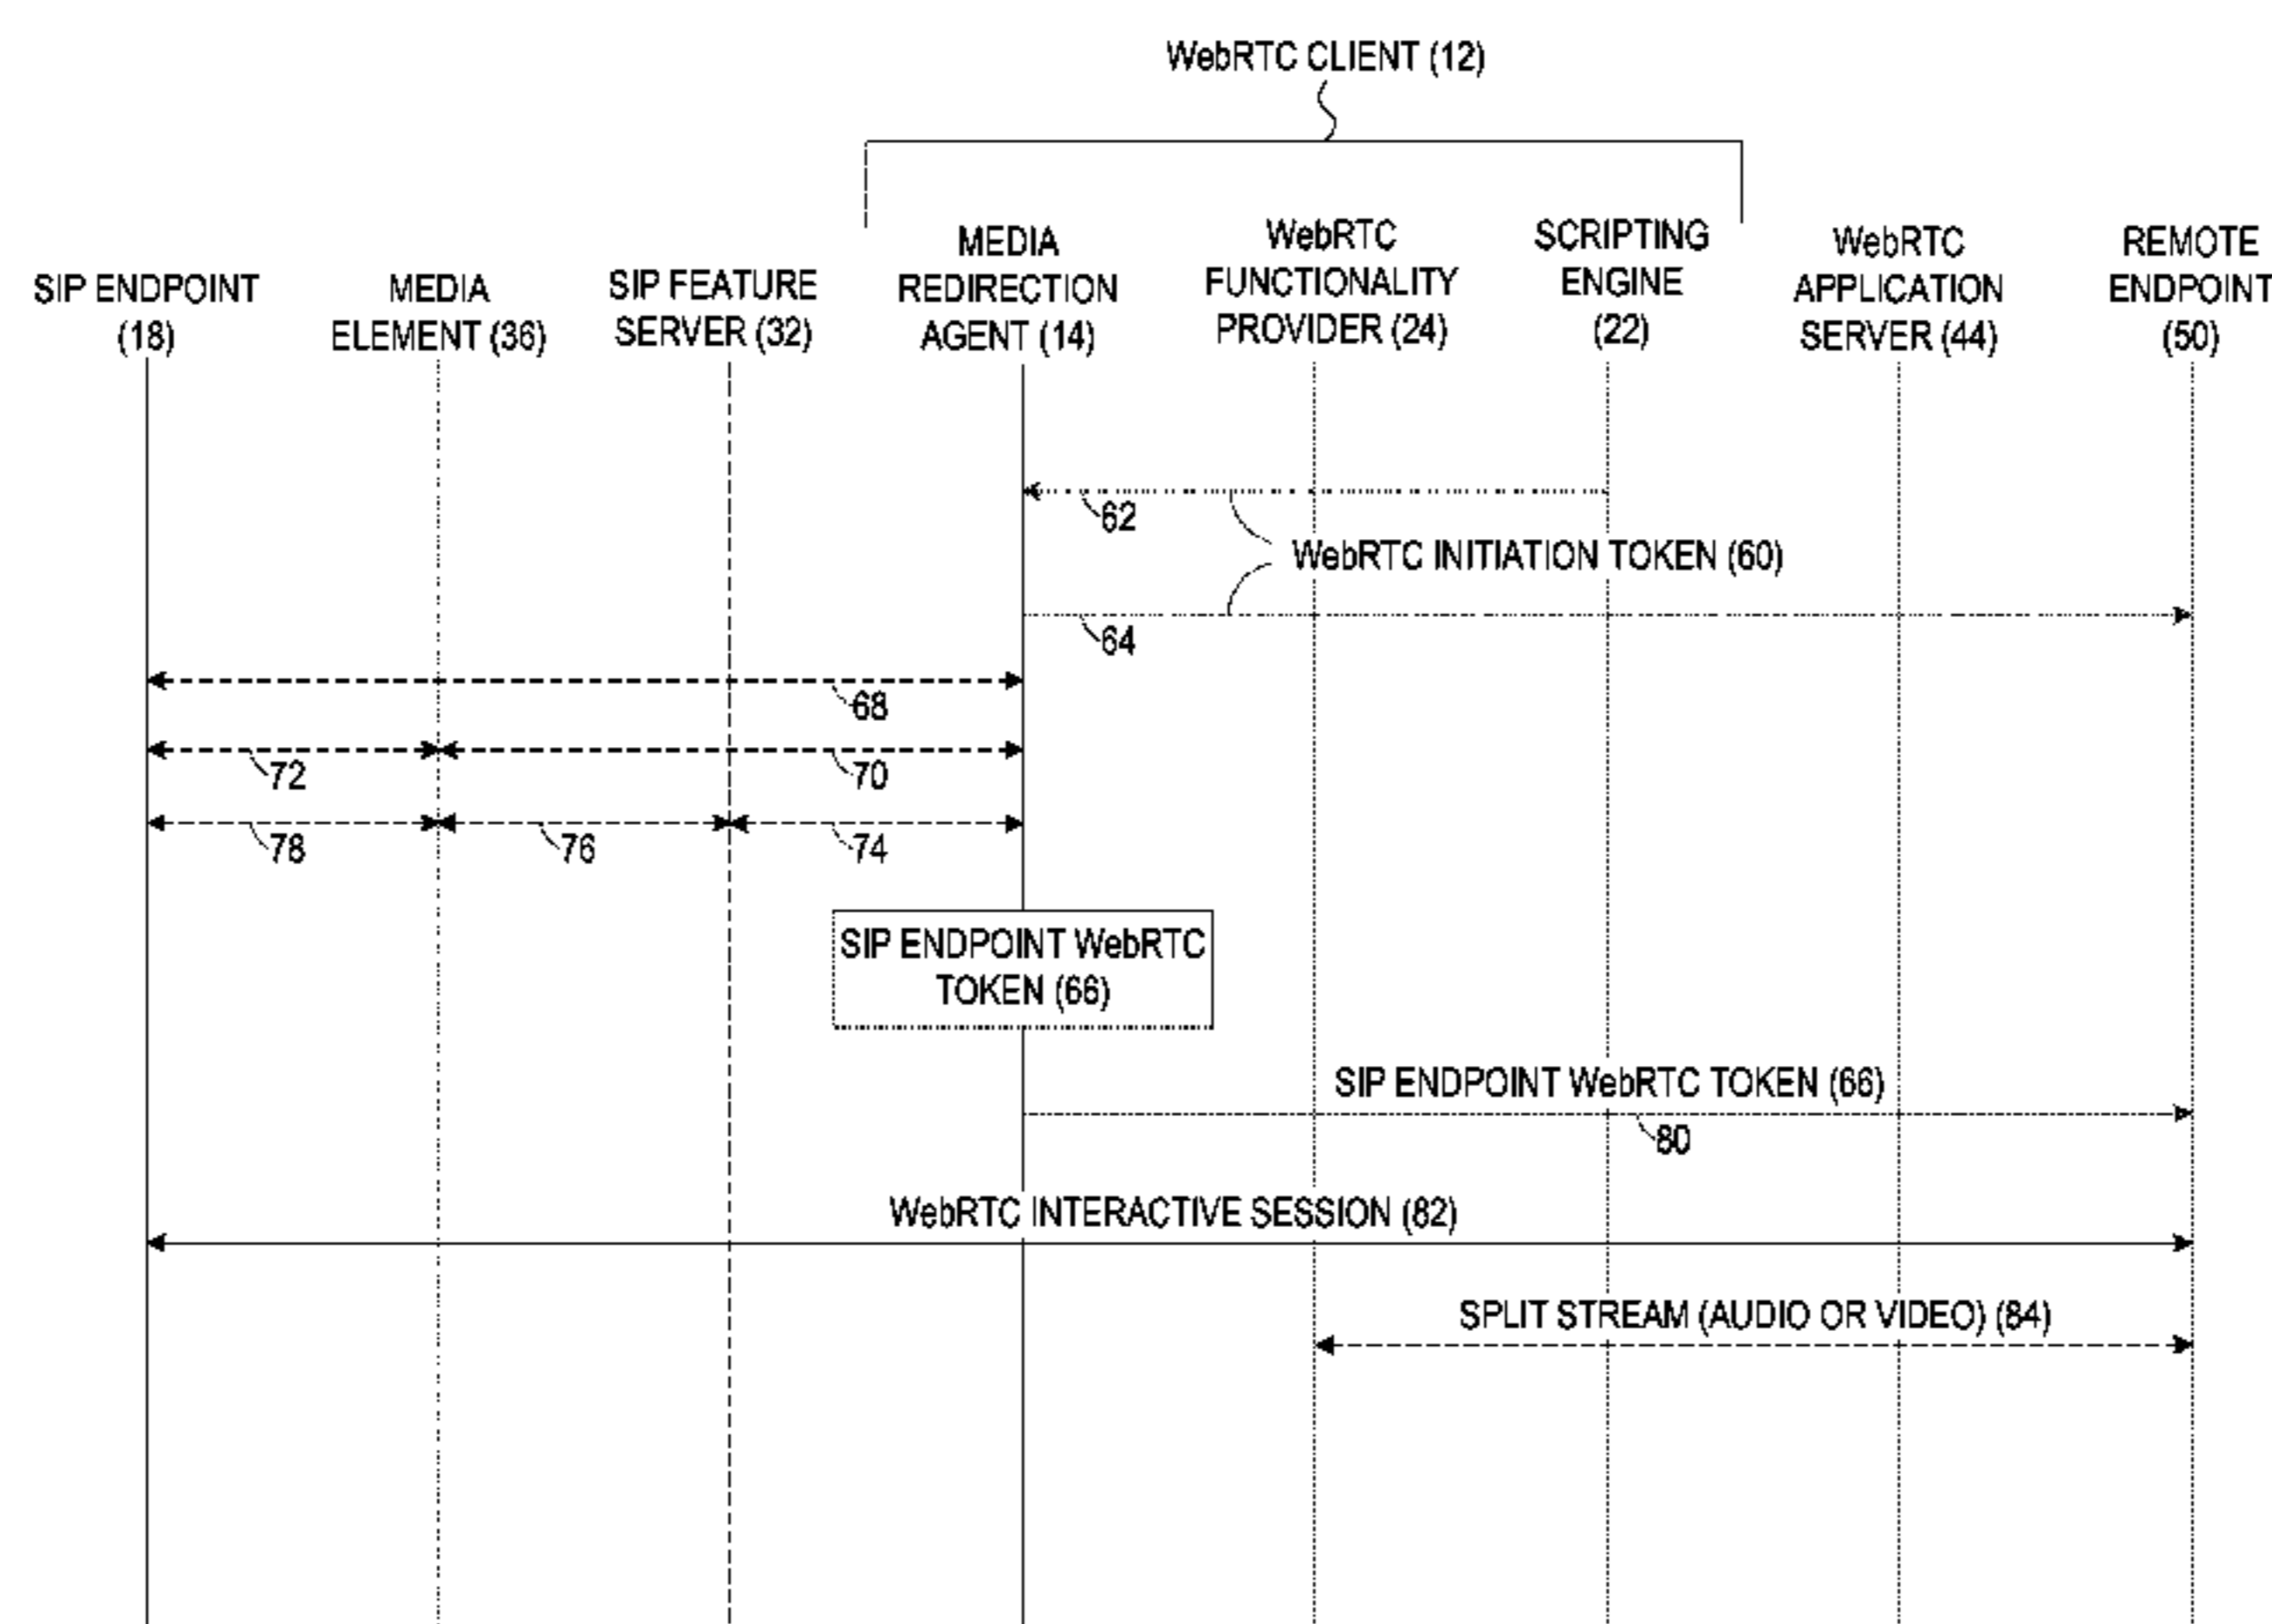 WebRTC CLIENT (12)
SIP ENDPOINT
(18)
MEDIA
ELEMENT (36)
SIP FEATURE
SERVER (32)
MEDIA
REDIRECTION
AGENT (14)
WebRTC
FUNCTIONALITY
PROVIDER (24)
SCRIPTING
ENGINE
(22)
WebRTC
APPLICATION
SERVER (44)
REMOTE
ENDPOINT
(50)
62
WebRTC INITIATION TOKEN (60)
64
68
72
70
78
76
74
SIP ENDPOINT WebRTC
TOKEN (66)
SIP ENDPOINT WebRTC TOKEN (66)
80
WebRTC INTERACTIVE SESSION (82)
SPLIT STREAM (AUDIO OR VIDEO) (84)